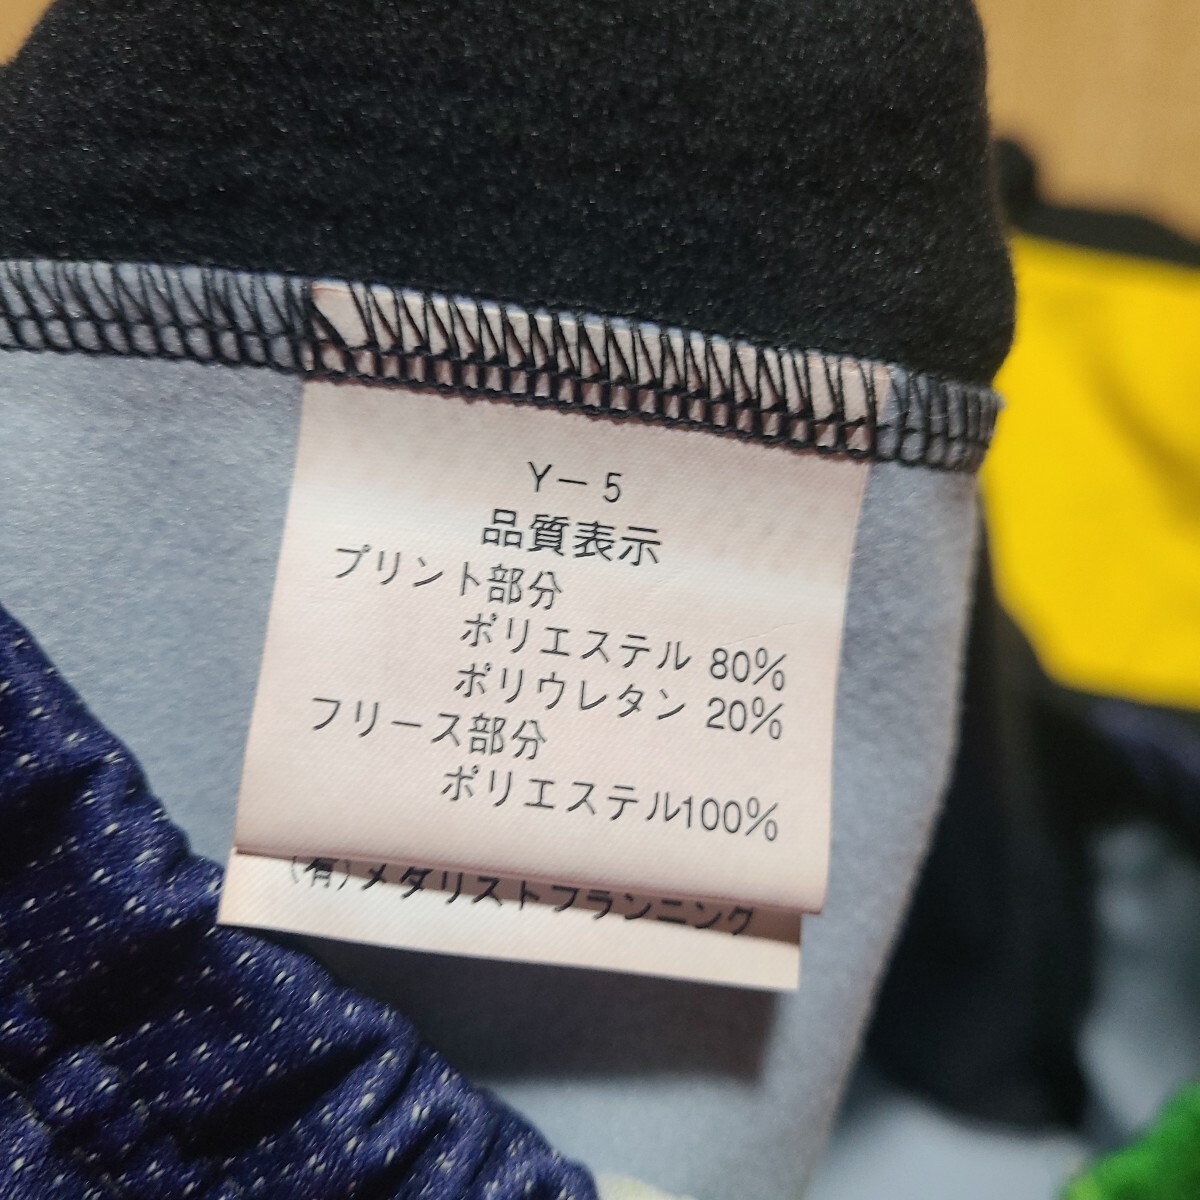 Y－5
品質表示
プリント部分
ポリエステル 80%
ポリウレタン 20%
フリース部分
ポリエステル100%
(有)メダリストプランニング